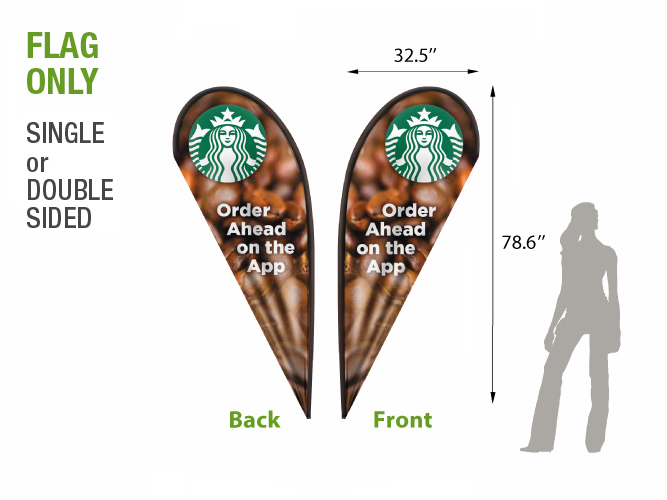 FLAG
ONLY
SINGLE
or
DOUBLE
SIDED
32.5”
78.6”
Order
Ahead
on the
App
Order
Ahead
on the
App
Back
Front